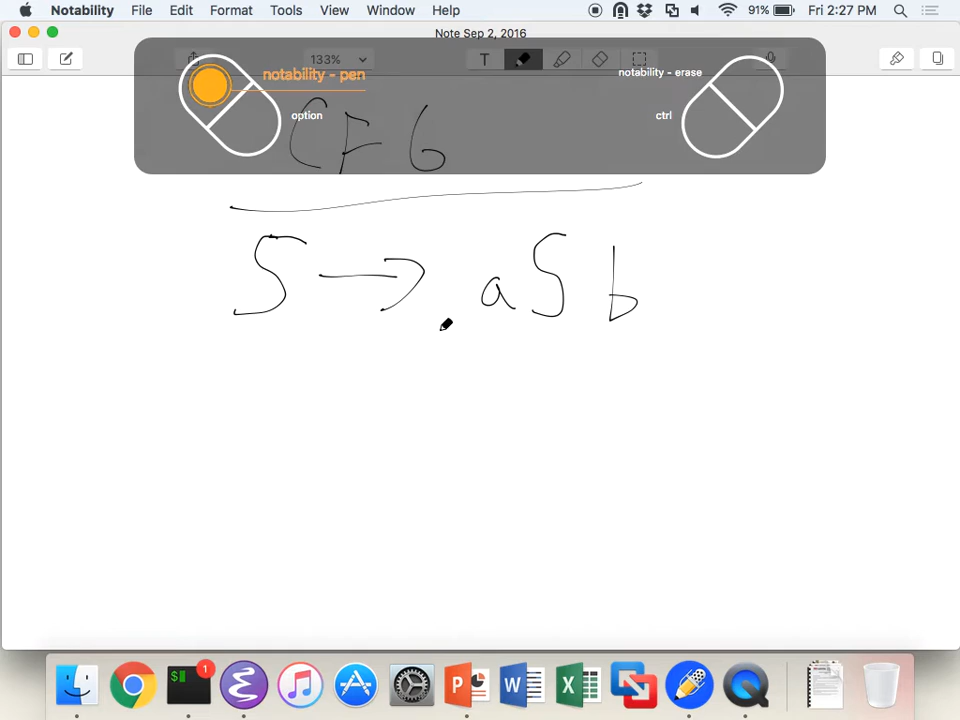 Notability File Edit Format Tools View Window Help 91% Fri 2:27 PM
Note Sep 2, 2016
133% T
notability - pen
option
notability - erase
ctrl
CFG
S → aSb
$ 1
P W X